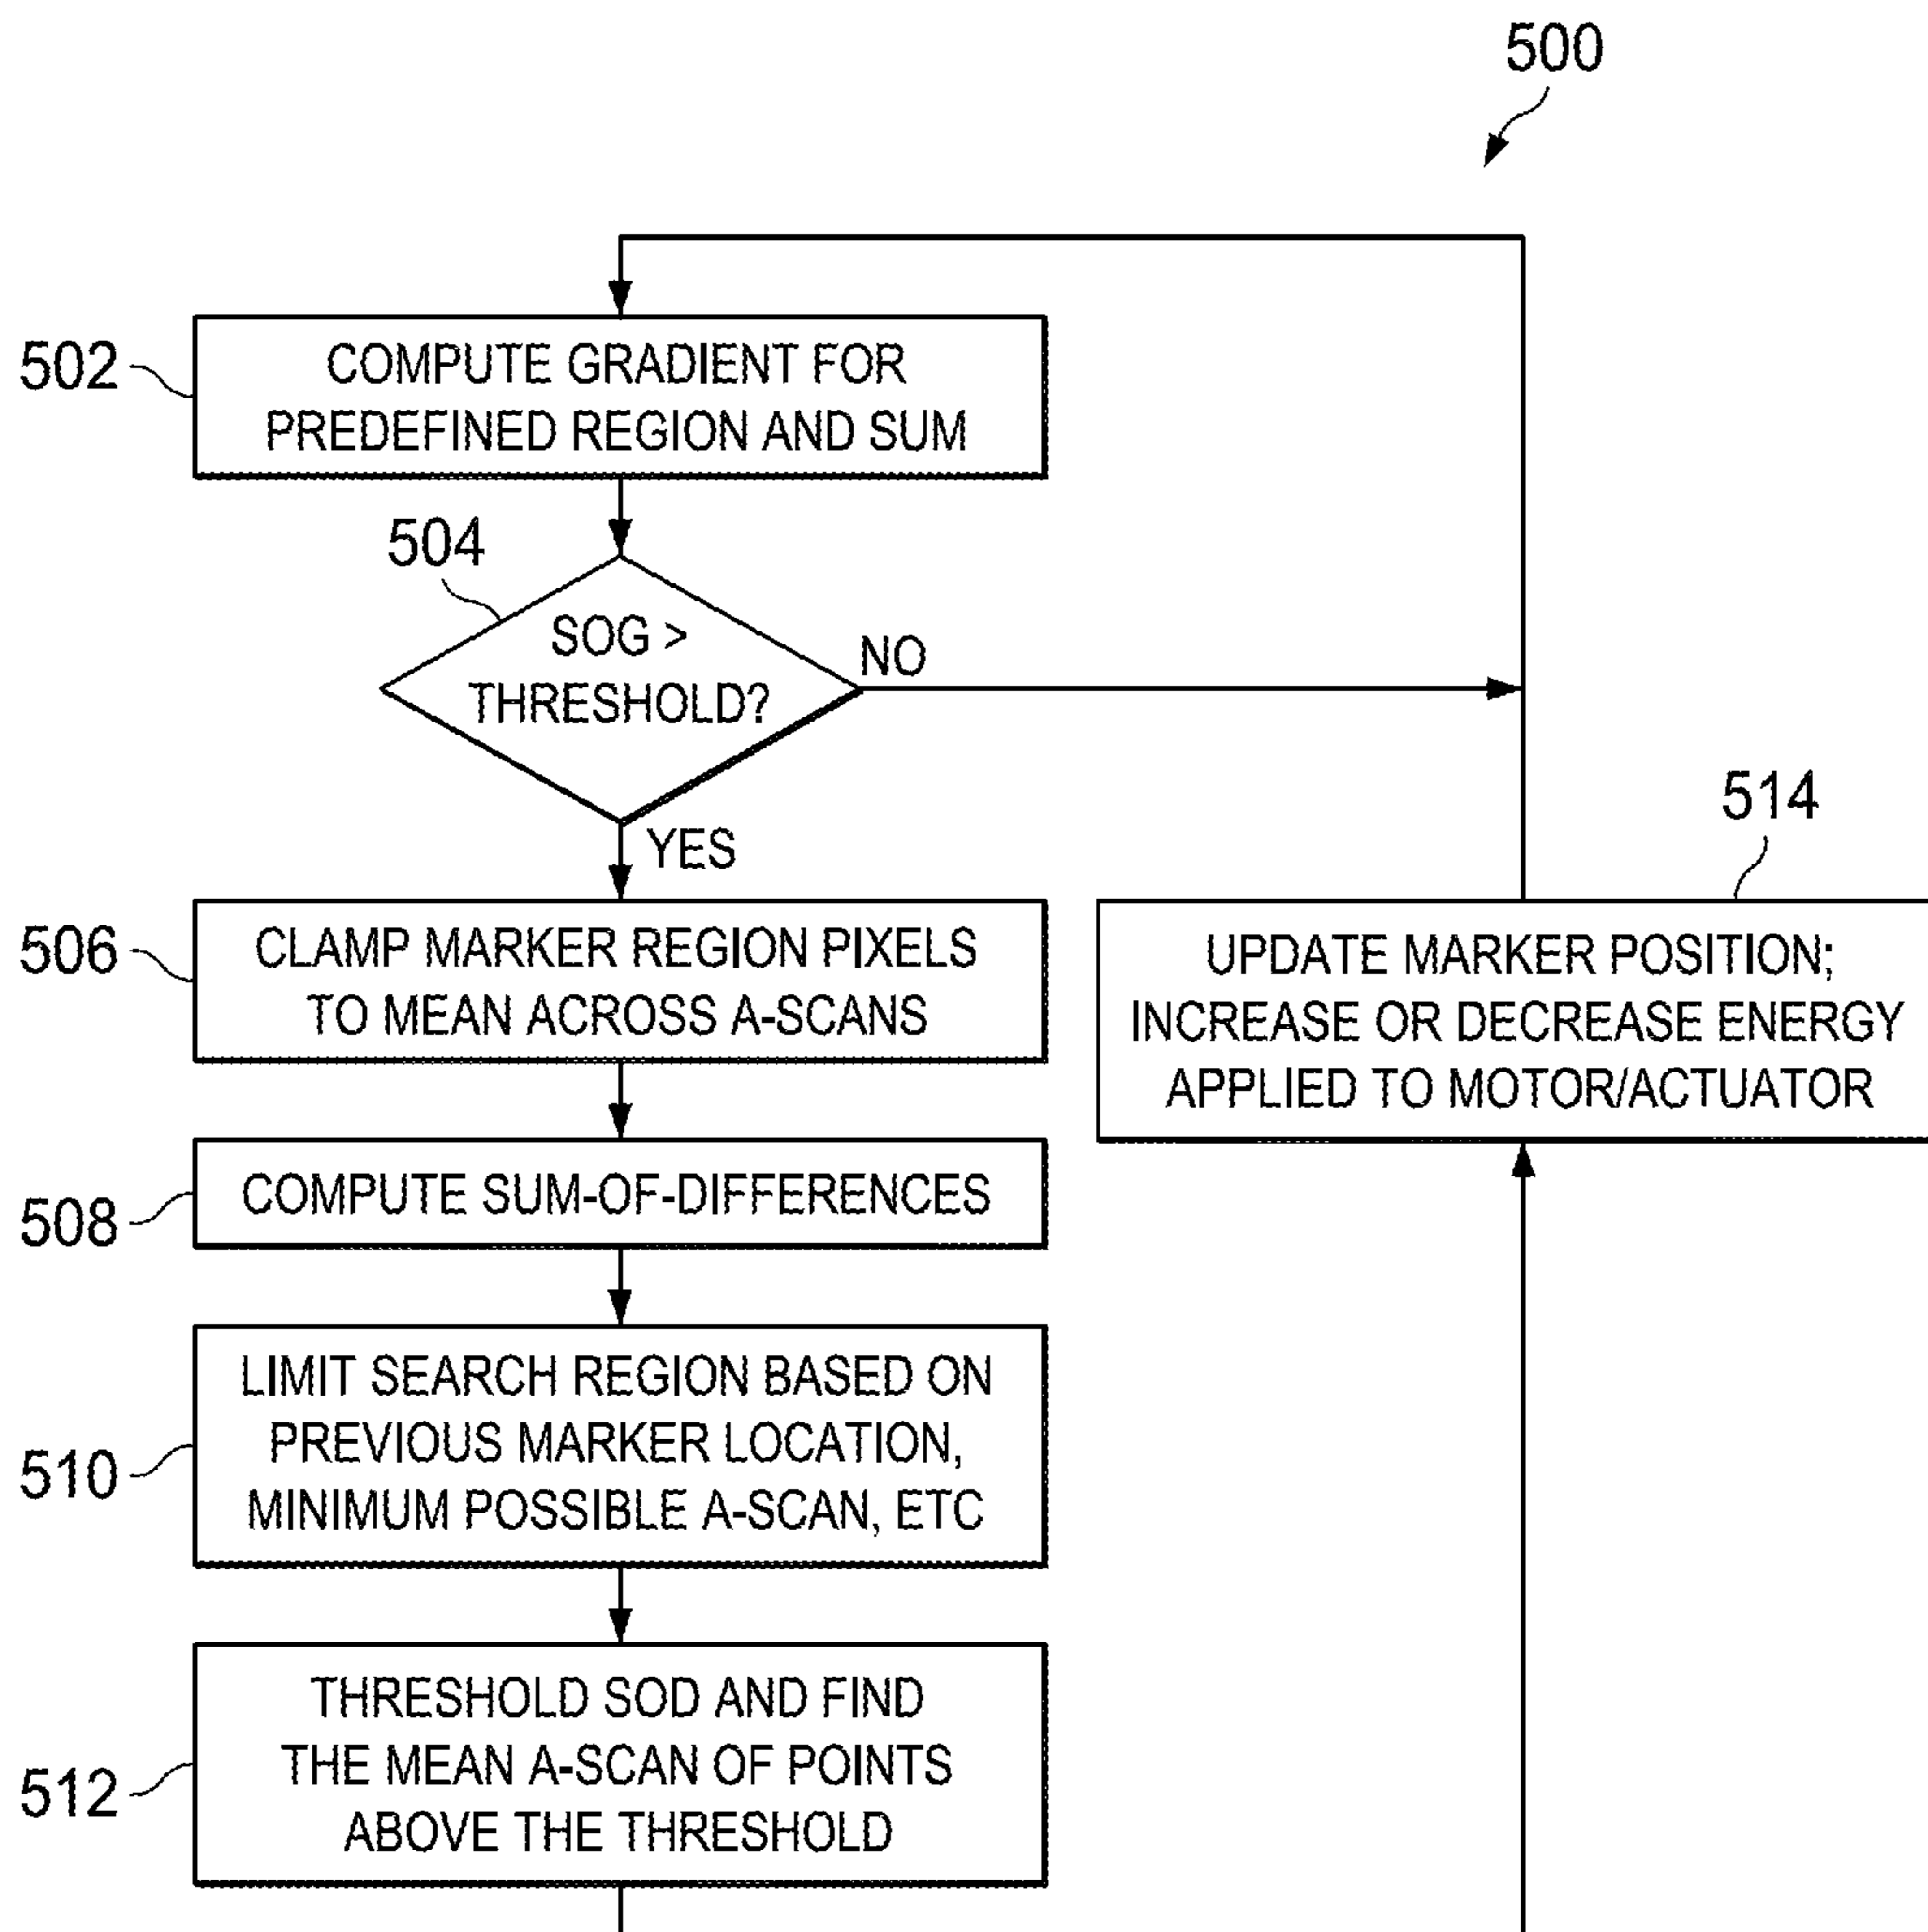 500
502
COMPUTE GRADIENT FOR
PREDEFINED REGION AND SUM
504
SOG >
THRESHOLD?
NO
YES
506
CLAMP MARKER REGION PIXELS
TO MEAN ACROSS A-SCANS
514
UPDATE MARKER POSITION;
INCREASE OR DECREASE ENERGY
APPLIED TO MOTOR/ACTUATOR
508
COMPUTE SUM-OF-DIFFERENCES
510
LIMIT SEARCH REGION BASED ON
PREVIOUS MARKER LOCATION,
MINIMUM POSSIBLE A-SCAN, ETC
512
THRESHOLD SOD AND FIND
THE MEAN A-SCAN OF POINTS
ABOVE THE THRESHOLD